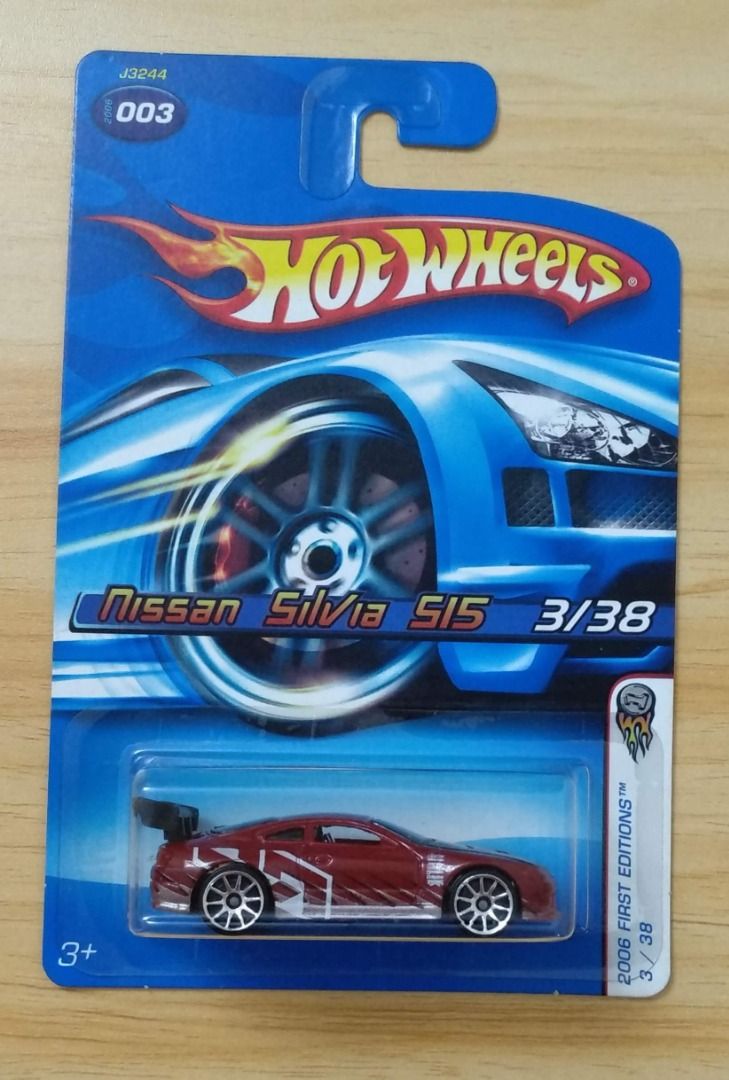 J3244
2006
003
HOT WHEELS®
Nissan Silvia S15 3/38
2006 FIRST EDITIONS™
3 / 38
3+